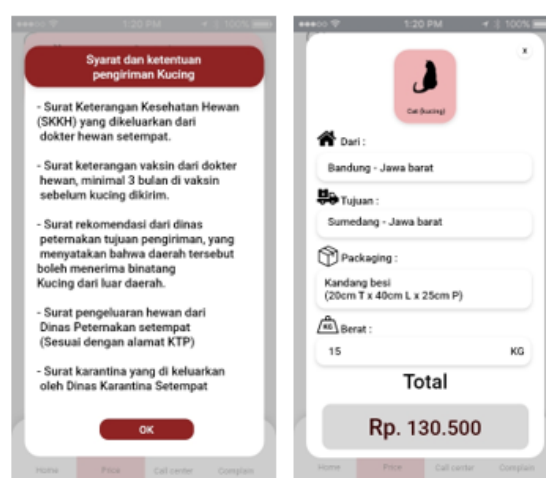 1:20 PM
100%
Syarat dan ketentuan
pengiriman Kucing
- Surat Keterangan Kesehatan Hewan
(SKKH) yang dikeluarkan dari
dokter hewan setempat.
- Surat keterangan vaksin dari dokter
hewan, minimal 3 bulan di vaksin
sebelum kucing dikirim.
- Surat rekomendasi dari dinas
peternakan tujuan pengiriman, yang
menyatakan bahwa daerah tersebut
boleh menerima binatang
Kucing dari luar daerah.
- Surat pengeluaran hewan dari
Dinas Peternakan setempat
(Sesuai dengan alamat KTP)
- Surat karantina yang di keluarkan
oleh Dinas Karantina Setempat
OK
Home Price Call center Complain
1:20 PM
100%
x
Cat (kucing)
Dari :
Bandung - Jawa barat
Tujuan :
Sumedang - Jawa barat
Packaging :
Kandang besi
(20cm T x 40cm L x 25cm P)
KG
Berat :
15 KG
Total
Rp. 130.500
Home Price Call center Complain